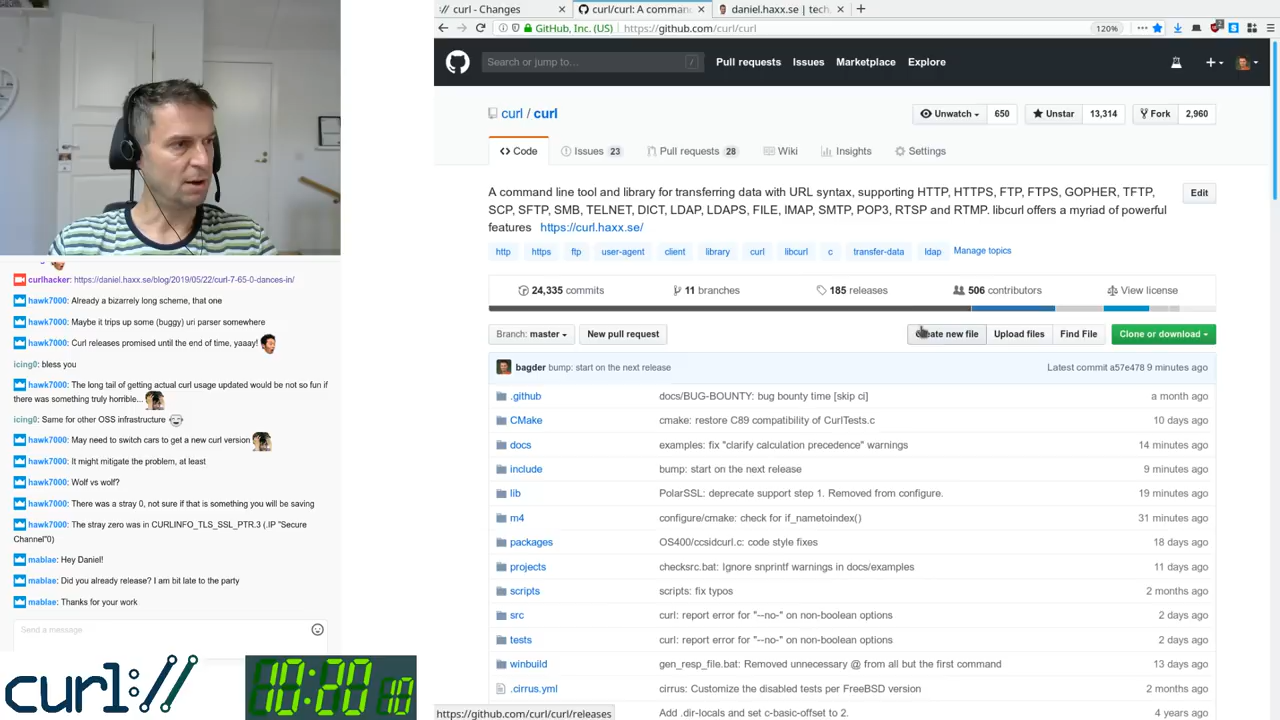 curl - Changes
curl/curl: A comman
daniel.haxx.se | tech,
GitHub, Inc. (US)
https://github.com/curl/curl
120%
Search or jump to...
/
Pull requests
Issues
Marketplace
Explore
curl / curl
Unwatch
650
Unstar
13,314
Fork
2,960
Code
Issues 23
Pull requests 28
Wiki
Insights
Settings
A command line tool and library for transferring data with URL syntax, supporting HTTP, HTTPS, FTP, FTPS, GOPHER, TFTP,
SCP, SFTP, SMB, TELNET, DICT, LDAP, LDAPS, FILE, IMAP, SMTP, POP3, RTSP and RTMP. libcurl offers a myriad of powerful
features https://curl.haxx.se/
Edit
http https ftp user-agent client library curl libcurl c transfer-data ldap Manage topics
24,335 commits
11 branches
185 releases
506 contributors
View license
Branch: master
New pull request
Create new file
Upload files
Find File
Clone or download
bagder bump: start on the next release
Latest commit a57e478 9 minutes ago
.github docs/BUG-BOUNTY: bug bounty time [skip ci] a month ago
CMake cmake: restore C89 compatibility of CurlTests.c 10 days ago
docs examples: fix "clarify calculation precedence" warnings 14 minutes ago
include bump: start on the next release 9 minutes ago
lib PolarSSL: deprecate support step 1. Removed from configure. 19 minutes ago
m4 configure/cmake: check for if_nametoindex() 31 minutes ago
packages OS400/ccsidcurl.c: code style fixes 18 days ago
projects checksrc.bat: Ignore snprintf warnings in docs/examples 11 days ago
scripts scripts: fix typos 2 months ago
src curl: report error for "--no-" on non-boolean options 2 days ago
tests curl: report error for "--no-" on non-boolean options 2 days ago
winbuild gen_resp_file.bat: Removed unnecessary @ from all but the first command 13 days ago
.cirrus.yml cirrus: Customize the disabled tests per FreeBSD version 2 months ago
Add .dir-locals and set c-basic-offset to 2. 4 years ago
https://github.com/curl/curl/releases
curlhacker: https://daniel.haxx.se/blog/2019/05/22/curl-7-65-0-dances-in/
hawk7000: Already a bizarrely long scheme, that one
hawk7000: Maybe it trips up some (buggy) uri parser somewhere
hawk7000: Curl releases promised until the end of time, yaaay!
icing0: bless you
hawk7000: The long tail of getting actual curl usage updated would be not so fun if
there was something truly horrible...
icing0: Same for other OSS infrastructure
hawk7000: May need to switch cars to get a new curl version
hawk7000: It might mitigate the problem, at least
hawk7000: Wolf vs wolf?
hawk7000: There was a stray 0, not sure if that is something you will be saving
hawk7000: The stray zero was in CURLINFO_TLS_SSL_PTR.3 (.IP "Secure
Channel"0)
mablae: Hey Daniel!
mablae: Did you already release? I am bit late to the party
mablae: Thanks for your work
Send a message
curl://
10:20 10